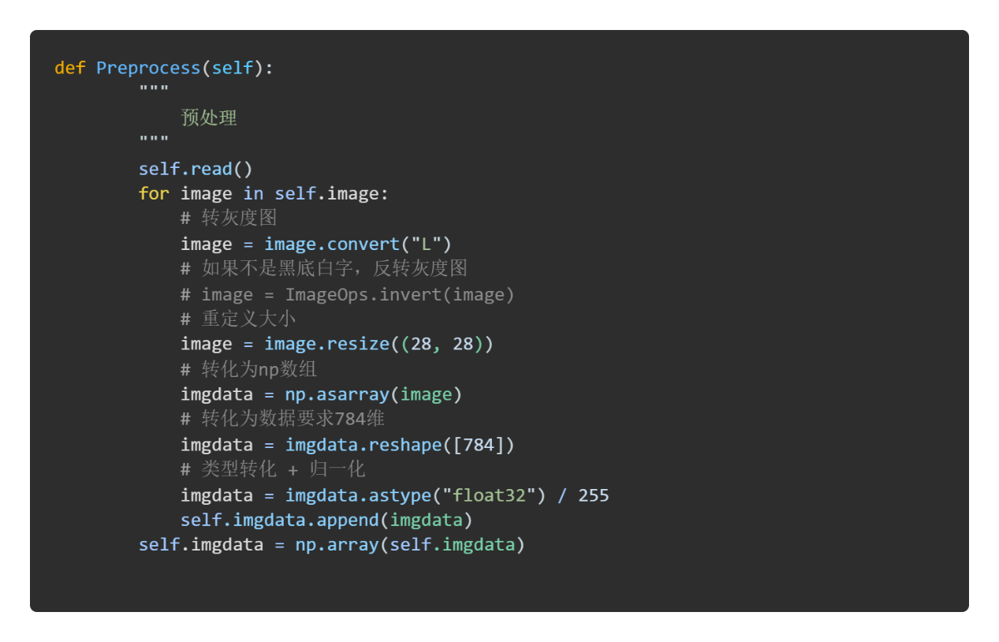 def Preprocess(self):
"""
预处理
"""
self.read()
for image in self.image:
# 转灰度图
image = image.convert("L")
# 如果不是黑底白字，反转灰度图
# image = ImageOps.invert(image)
# 重定义大小
image = image.resize((28, 28))
# 转化为np数组
imgdata = np.asarray(image)
# 转化为数据要求784维
imgdata = imgdata.reshape([784])
# 类型转化 + 归一化
imgdata = imgdata.astype("float32") / 255
self.imgdata.append(imgdata)
self.imgdata = np.array(self.imgdata)